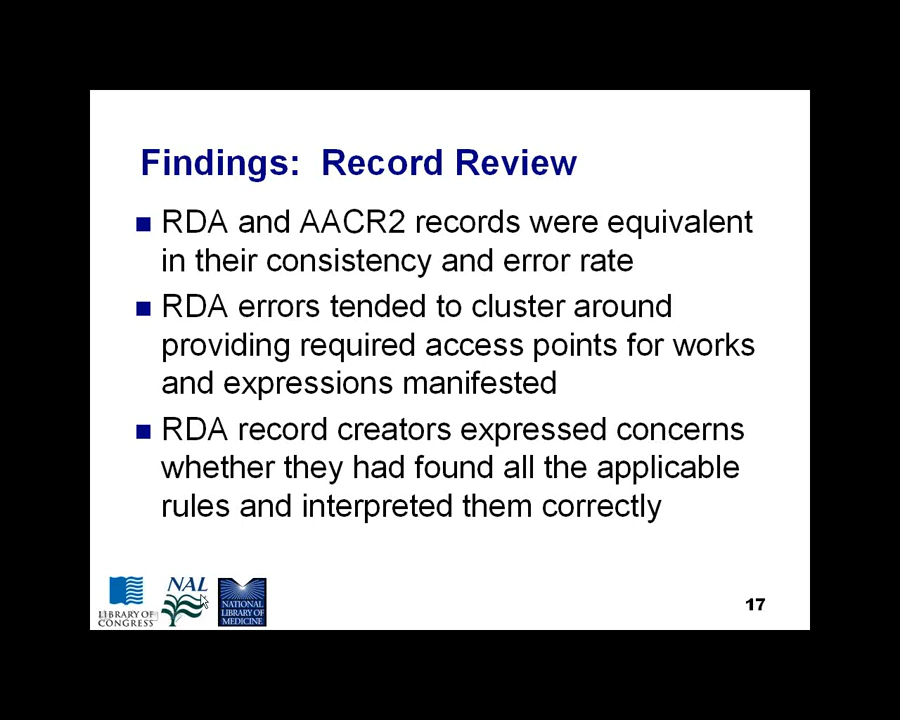 Findings: Record Review
RDA and AACR2 records were equivalent
in their consistency and error rate
RDA errors tended to cluster around
providing required access points for works
and expressions manifested
RDA record creators expressed concerns
whether they had found all the applicable
rules and interpreted them correctly
LIBRARY OF
CONGRESS
NAL
NATIONAL
LIBRARY OF
MEDICINE
17